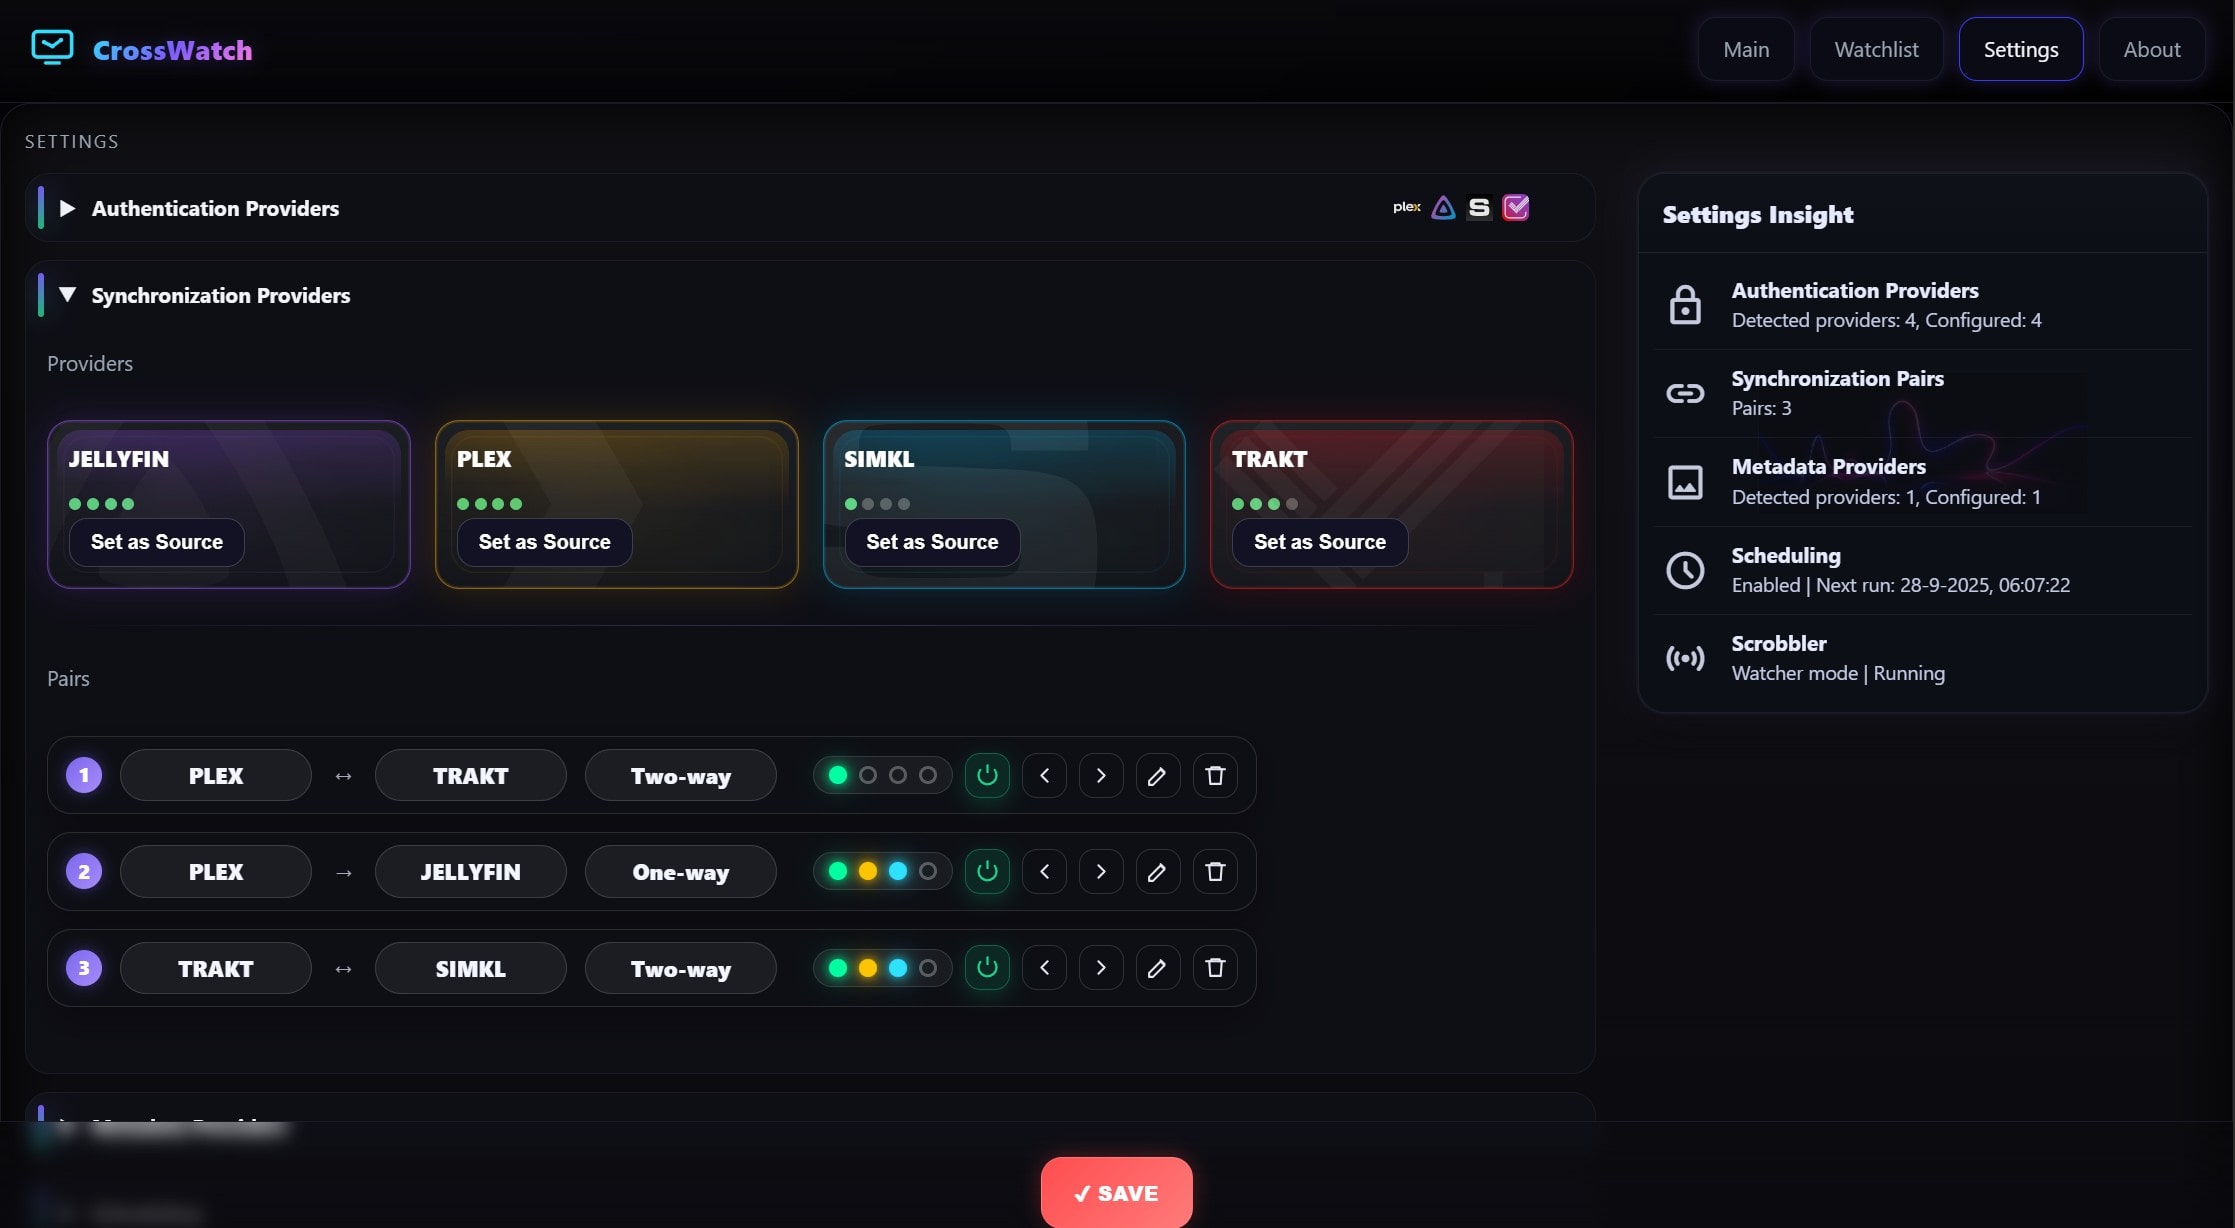 CrossWatch
Main
Watchlist
Settings
About
SETTINGS
Authentication Providers
plex
S
Synchronization Providers
Providers
JELLYFIN
Set as Source
PLEX
Set as Source
SIMKL
Set as Source
TRAKT
Set as Source
Pairs
1 PLEX ↔ TRAKT Two-way
2 PLEX → JELLYFIN One-way
3 TRAKT ↔ SIMKL Two-way
Settings Insight
Authentication Providers
Detected providers: 4, Configured: 4
Synchronization Pairs
Pairs: 3
Metadata Providers
Detected providers: 1, Configured: 1
Scheduling
Enabled | Next run: 28-9-2025, 06:07:22
Scrobbler
Watcher mode | Running
✓ SAVE